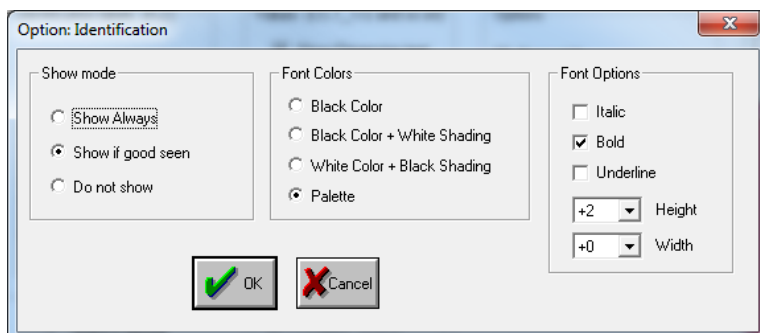 Option: Identification
Show mode
Show Always
Show if good seen
Do not show
Font Colors
Black Color
Black Color + White Shading
White Color + Black Shading
Palette
Font Options
Italic
Bold
Underline
+2 Height
+0 Width
OK
Cancel